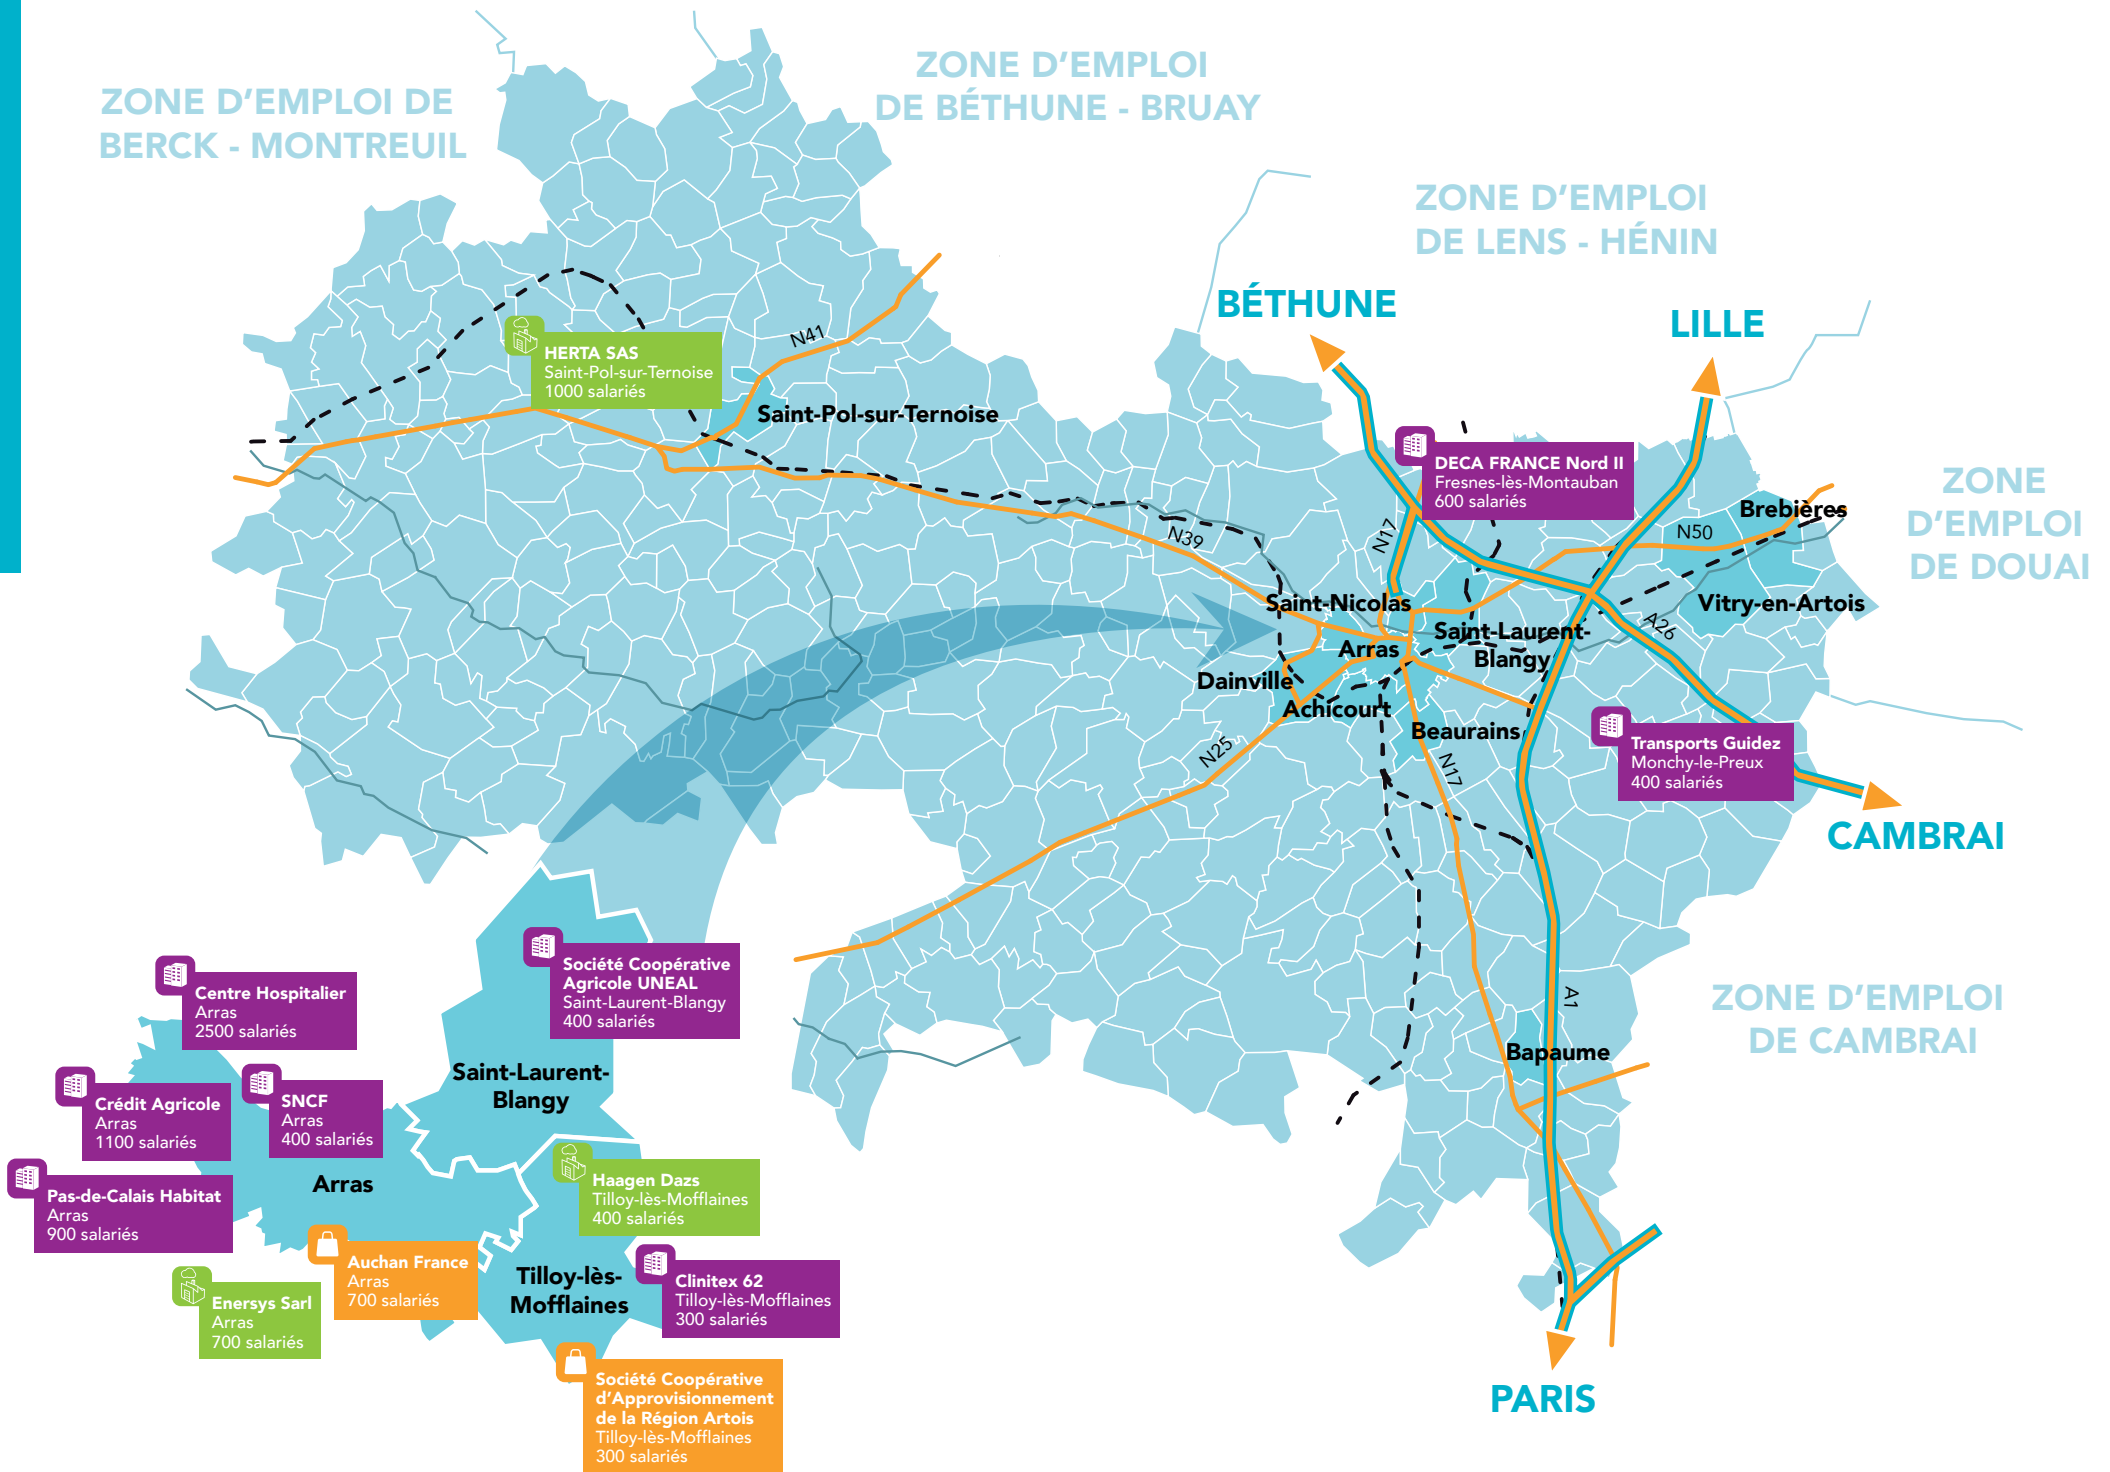 ZONE D’EMPLOI DE
BERCK - MONTREUIL
ZONE D’EMPLOI
DE BÉTHUNE - BRUAY
ZONE D’EMPLOI
DE LENS - HÉNIN
BÉTHUNE
LILLE
N41
HERTA SAS
Saint-Pol-sur-Ternoise
1000 salariés
Saint-Pol-sur-Ternoise
DECA FRANCE Nord II
Fresnes-lès-Montauban
600 salariés
ZONE
D’EMPLOI
DE DOUAI
Brebières
N50
N39
N17
Saint-Nicolas
Vitry-en-Artois
A26
Saint-Laurent-
Blangy
Arras
Dainville
Achicourt
Beaurains
N25
N17
Transports Guidez
Monchy-le-Preux
400 salariés
CAMBRAI
Société Coopérative
Agricole UNEAL
Saint-Laurent-Blangy
400 salariés
Centre Hospitalier
Arras
2500 salariés
A1
ZONE D’EMPLOI
DE CAMBRAI
Bapaume
Saint-Laurent-
Blangy
Crédit Agricole
Arras
1100 salariés
SNCF
Arras
400 salariés
Arras
Pas-de-Calais Habitat
Arras
900 salariés
Haagen Dazs
Tilloy-lès-Mofflaines
400 salariés
Auchan France
Arras
700 salariés
Tilloy-lès-
Mofflaines
Clinitex 62
Tilloy-lès-Mofflaines
300 salariés
Enersys Sarl
Arras
700 salariés
Société Coopérative
d’Approvisionnement
de la Région Artois
Tilloy-lès-Mofflaines
300 salariés
PARIS